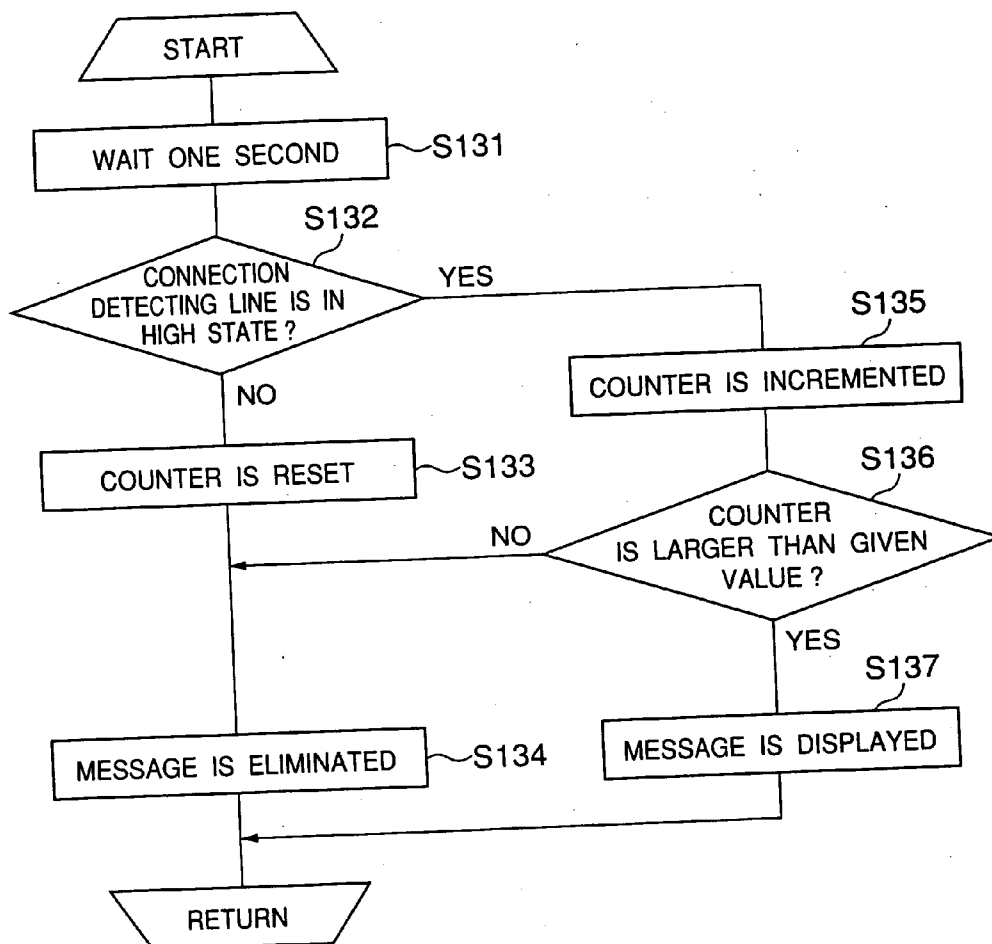 START
WAIT ONE SECOND
S131
S132
CONNECTION
DETECTING LINE IS IN
HIGH STATE ?
YES
NO
S135
COUNTER IS INCREMENTED
COUNTER IS RESET
S133
S136
COUNTER
IS LARGER THAN GIVEN
VALUE ?
NO
YES
S137
MESSAGE IS DISPLAYED
MESSAGE IS ELIMINATED
S134
RETURN